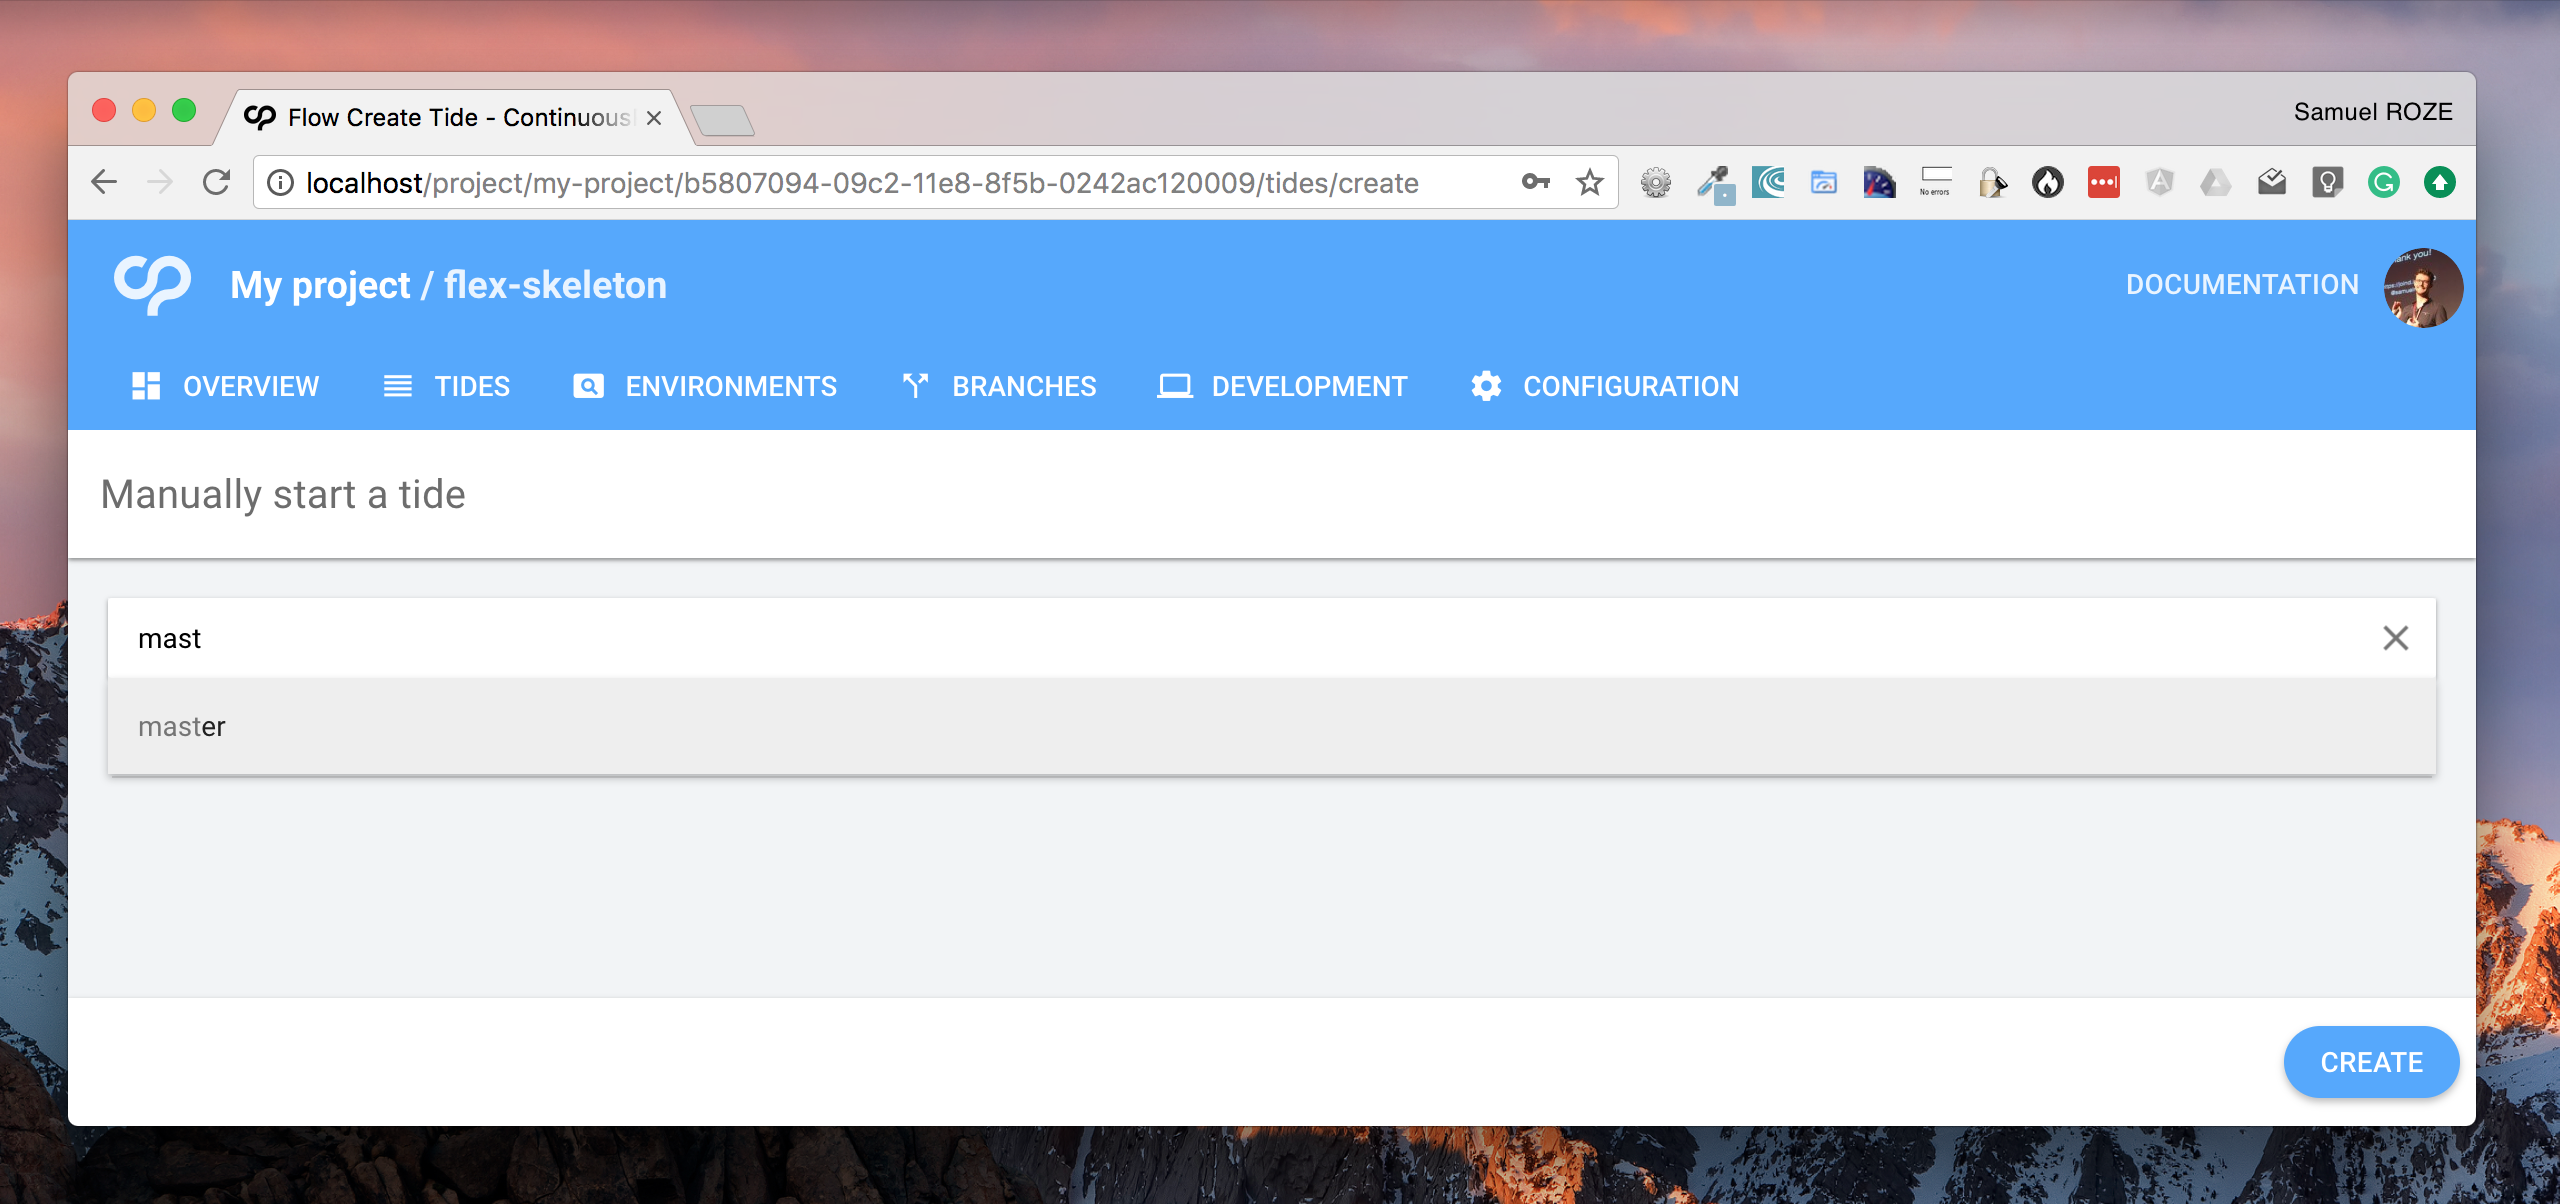 Flow Create Tide - Continuousl
Samuel ROZE
localhost/project/my-project/b5807094-09c2-11e8-8f5b-0242ac120009/tides/create
No errors
My project / flex-skeleton
DOCUMENTATION
OVERVIEW
TIDES
ENVIRONMENTS
BRANCHES
DEVELOPMENT
CONFIGURATION
Manually start a tide
mast
master
CREATE